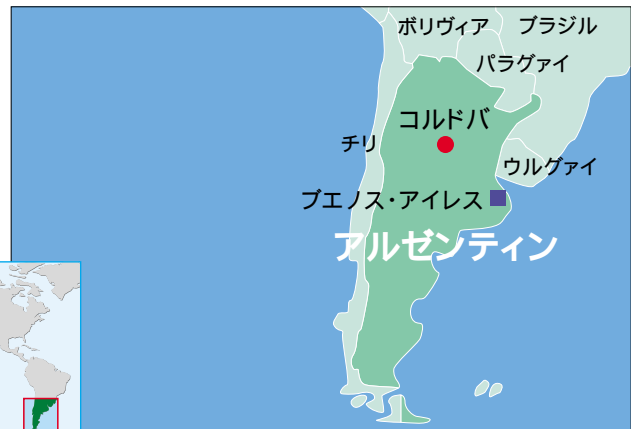 ボリヴィア
ブラジル
パラグァイ
コルドバ
チリ
ウルグァイ
ブエノス・アイレス
アルゼンティン